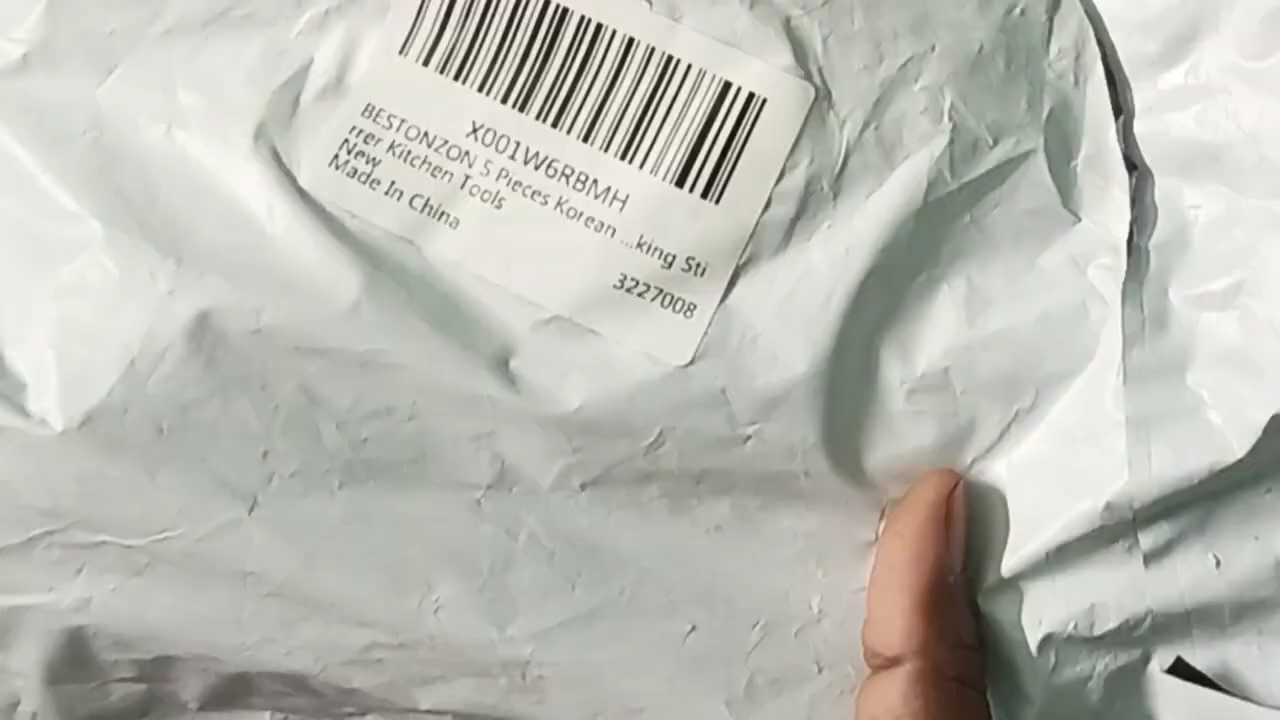 X001W6RBMH
BESTONZON 5 Pieces Korean ...king Sti
rrer Kitchen Tools
New
Made In China
3227008